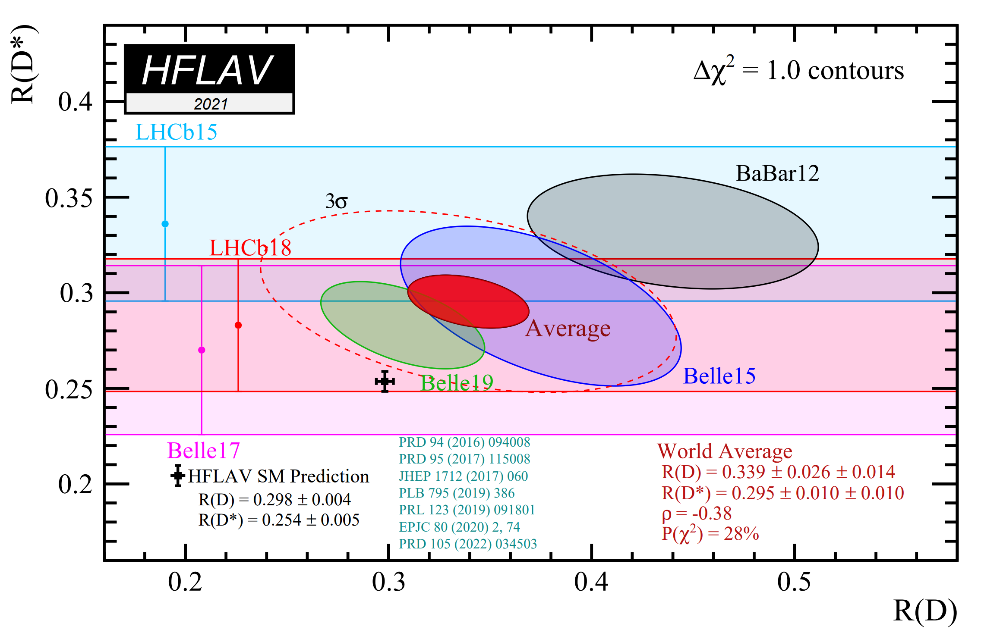 R(D*)
HFLAV
2021
Δχ² = 1.0 contours
0.4
LHCb15
BaBar12
0.35
3σ
LHCb18
0.3
Average
Belle15
0.25
Belle19
Belle17
HFLAV SM Prediction
R(D) = 0.298 ± 0.004
R(D*) = 0.254 ± 0.005
PRD 94 (2016) 094008
PRD 95 (2017) 115008
JHEP 1712 (2017) 060
PLB 795 (2019) 386
PRL 123 (2019) 091801
EPJC 80 (2020) 2, 74
PRD 105 (2022) 034503
World Average
R(D) = 0.339 ± 0.026 ± 0.014
R(D*) = 0.295 ± 0.010 ± 0.010
ρ = -0.38
P(χ²) = 28%
0.2
0.2
0.3
0.4
0.5
R(D)